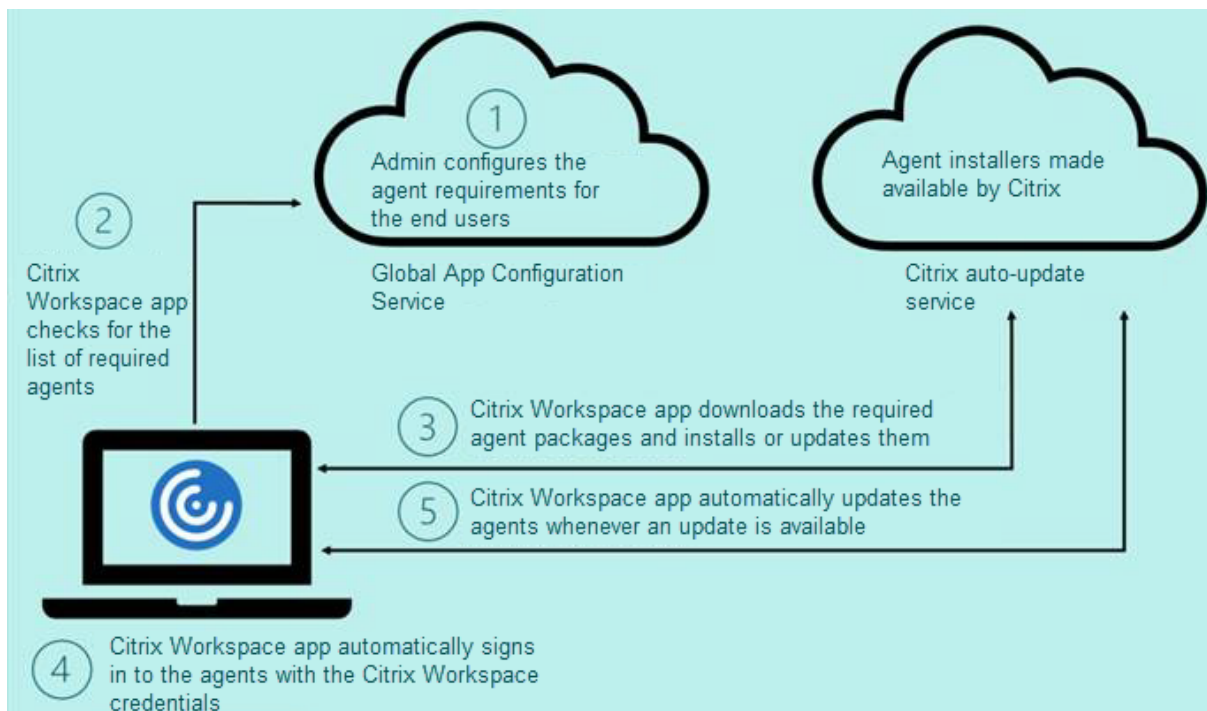 1
Admin configures the
agent requirements for
the end users
Global App Configuration
Service
Agent installers made
available by Citrix
Citrix auto-update
service
2
Citrix
Workspace app
checks for the
list of required
agents
3
Citrix Workspace app downloads the required
agent packages and installs or updates them
5
Citrix Workspace app automatically updates the
agents whenever an update is available
4
Citrix Workspace app automatically signs
in to the agents with the Citrix Workspace
credentials